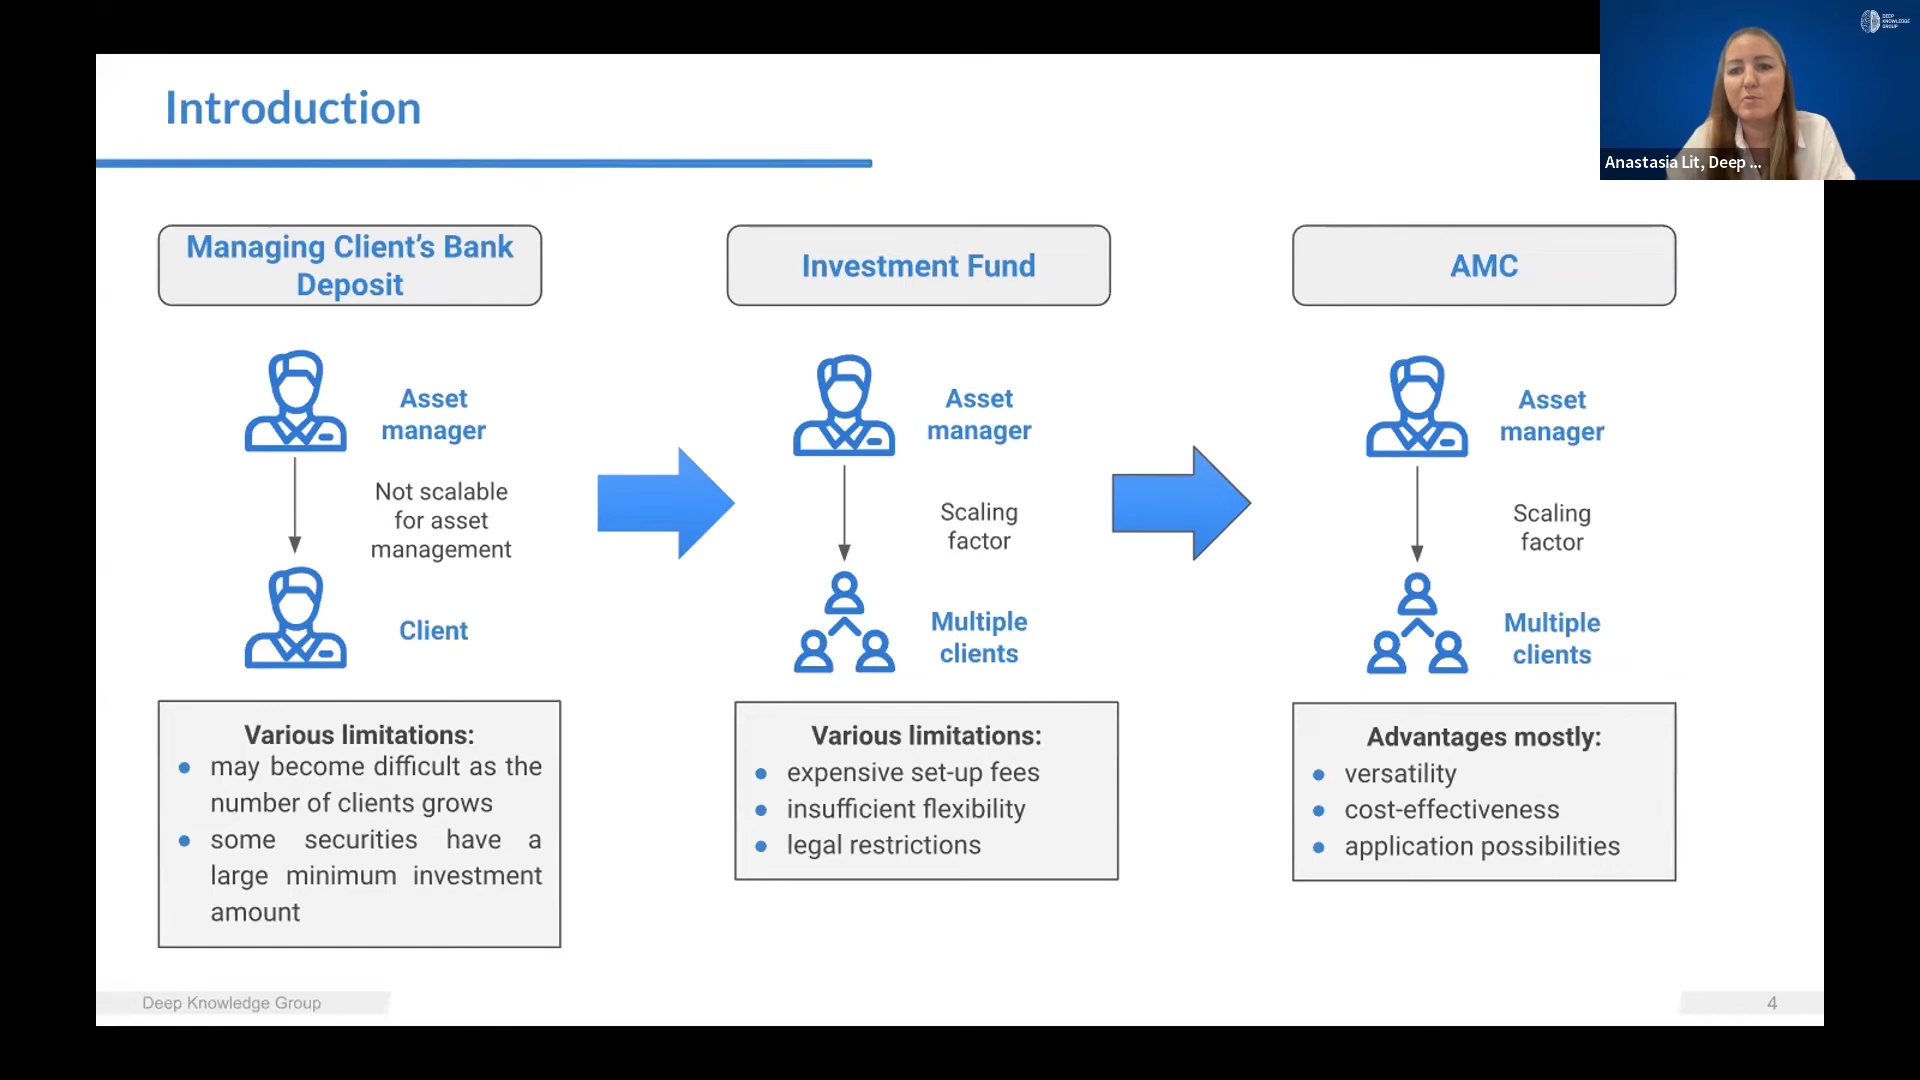 DEEP
KNOWLEDGE
GROUP
Anastasia Lit, Deep ...
Introduction
Managing Client’s Bank
Deposit
Asset
manager
Not scalable
for asset
management
Client
Various limitations:
● may become difficult as the
number of clients grows
● some securities have a
large minimum investment
amount
Investment Fund
Asset
manager
Scaling
factor
Multiple
clients
Various limitations:
● expensive set-up fees
● insufficient flexibility
● legal restrictions
AMC
Asset
manager
Scaling
factor
Multiple
clients
Advantages mostly:
● versatility
● cost-effectiveness
● application possibilities
Deep Knowledge Group
4